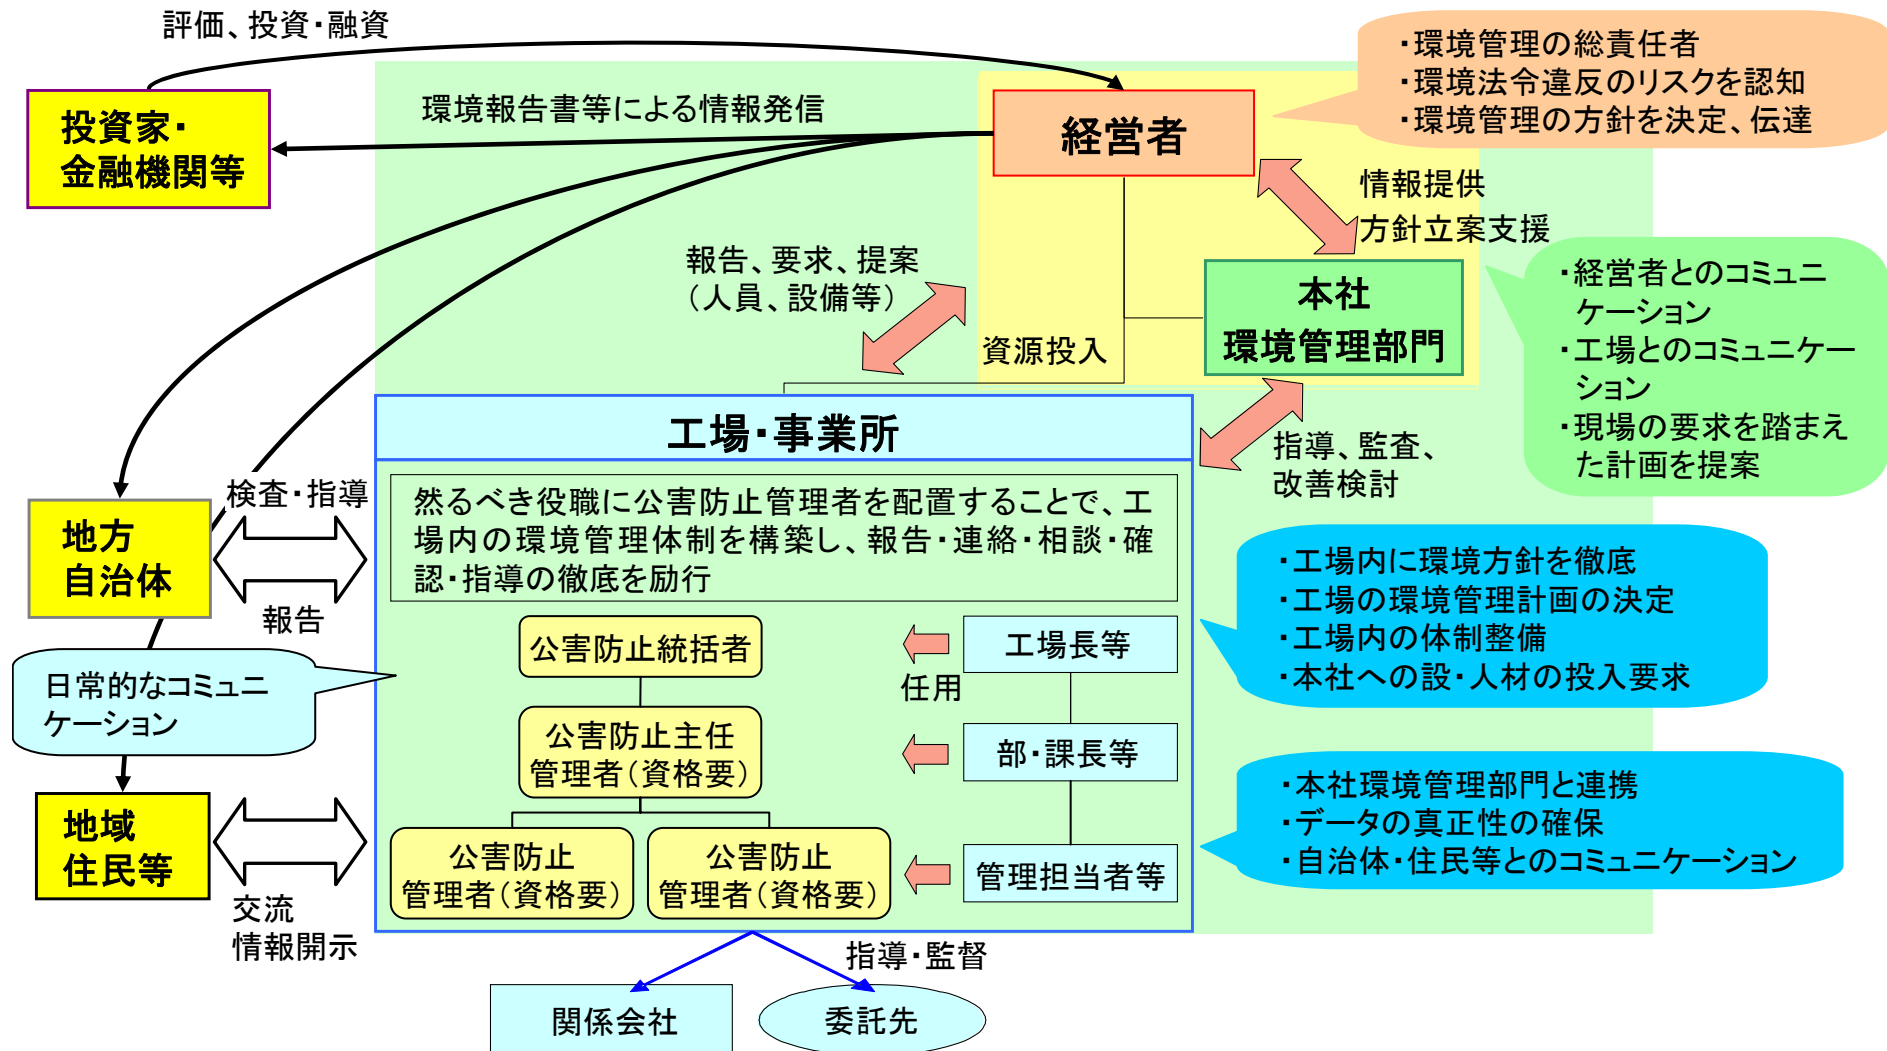 評価、投資・融資
・環境管理の総責任者
・環境法令違反のリスクを認知
・環境管理の方針を決定、伝達
投資家・
金融機関等
環境報告書等による情報発信
経営者
情報提供
方針立案支援
報告、要求、提案
（人員、設備等）
本社
環境管理部門
・経営者とのコミュニ
ケーション
・工場とのコミュニケー
ション
・現場の要求を踏まえ
た計画を提案
資源投入
工場・事業所
指導、監査、
改善検討
検査・指導
地方
自治体
報告
然るべき役職に公害防止管理者を配置することで、工
場内の環境管理体制を構築し、報告・連絡・相談・確
認・指導の徹底を励行
・工場内に環境方針を徹底
・工場の環境管理計画の決定
・工場内の体制整備
・本社への設・人材の投入要求
公害防止統括者
工場長等
任用
日常的なコミュニ
ケーション
公害防止主任
管理者（資格要）
部・課長等
・本社環境管理部門と連携
・データの真正性の確保
・自治体・住民等とのコミュニケーション
地域
住民等
公害防止
管理者（資格要）
公害防止
管理者（資格要）
管理担当者等
交流
情報開示
指導・監督
関係会社
委託先